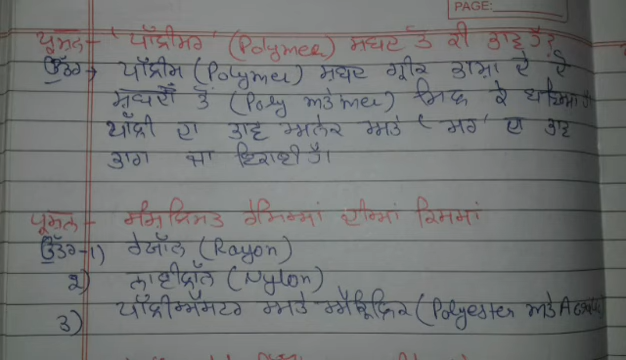 PAGE:
ਪ੍ਰਸ਼ਨ- 'ਪੌਲੀਮਰ' (Polymer) ਸ਼ਬਦ ਤੋਂ ਕੀ ਭਾਵ ਹੈ?
ਉੱਤਰ→ ਪੌਲੀਮਰ (Polymer) ਸ਼ਬਦ ਗ੍ਰੀਕ ਭਾਸ਼ਾ ਦੇ ਦੋ
ਸ਼ਬਦਾਂ ਤੋਂ (Poly ਅਤੇ mer) ਮਿਲ ਕੇ ਬਣਿਆ ਹੈ।
ਪੌਲੀ ਦਾ ਭਾਵ ਅਨੇਕ ਅਤੇ 'ਮਰ' ਦਾ ਭਾਵ
ਭਾਗ ਜਾਂ ਇਕਾਈ ਹੈ।
ਪ੍ਰਸ਼ਨ- ਸੰਸ਼ਲਿਸ਼ਤ ਰੇਸ਼ਿਆਂ ਦੀਆਂ ਕਿਸਮਾਂ
ਉੱਤਰ-1) ਰੇਯਾਨ (Rayon)
2) ਨਾਈਲਾੱਨ (Nylon)
3) ਪੌਲੀਐਸਟਰ ਅਤੇ ਐਕ੍ਰਿਲਿਕ (Polyester ਅਤੇ